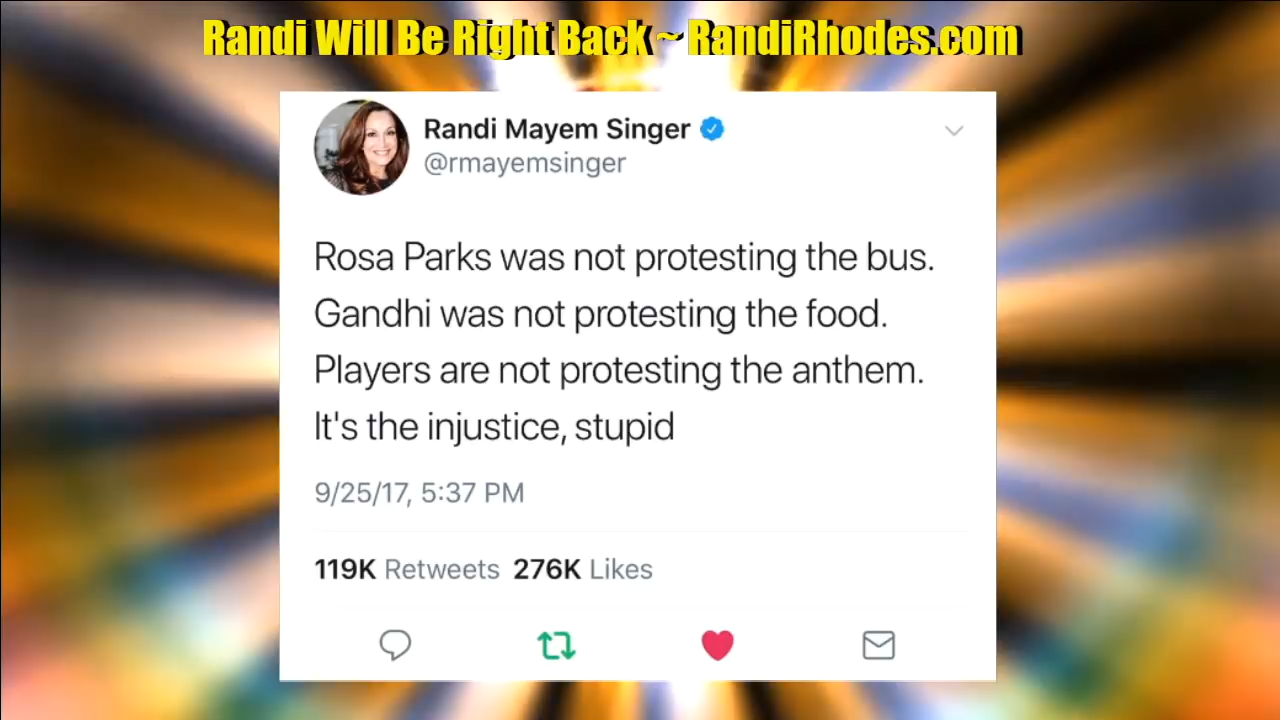 Randi Will Be Right Back ~ RandiRhodes.com
Randi Mayem Singer
@rmayemsinger
Rosa Parks was not protesting the bus.
Gandhi was not protesting the food.
Players are not protesting the anthem.
It's the injustice, stupid
9/25/17, 5:37 PM
119K Retweets 276K Likes